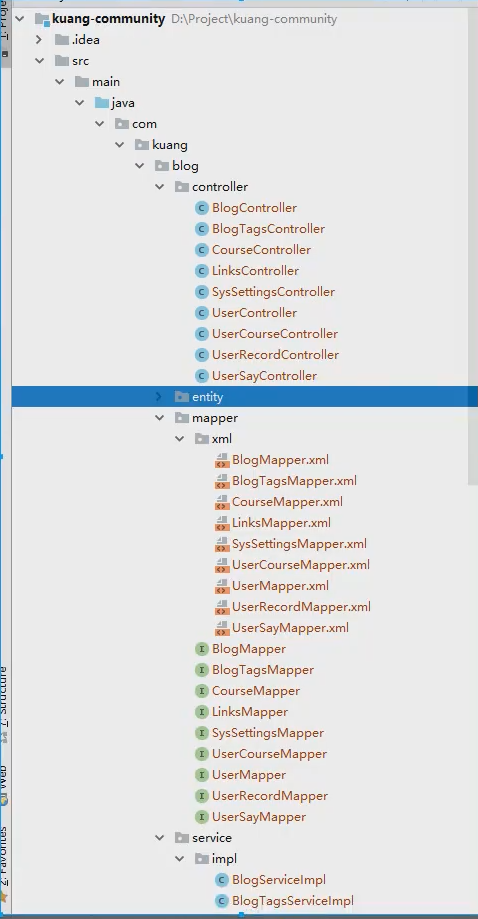 1: Proje
kuang-community D:\Project\kuang-community
.idea
src
main
java
com
kuang
blog
controller
BlogController
BlogTagsController
CourseController
LinksController
SysSettingsController
UserController
UserCourseController
UserRecordController
UserSayController
entity
mapper
xml
BlogMapper.xml
BlogTagsMapper.xml
CourseMapper.xml
LinksMapper.xml
SysSettingsMapper.xml
UserCourseMapper.xml
UserMapper.xml
UserRecordMapper.xml
UserSayMapper.xml
BlogMapper
BlogTagsMapper
CourseMapper
LinksMapper
SysSettingsMapper
UserCourseMapper
UserMapper
UserRecordMapper
UserSayMapper
service
impl
BlogServiceImpl
BlogTagsServiceImpl
7: Structure
Web
2: Favorites